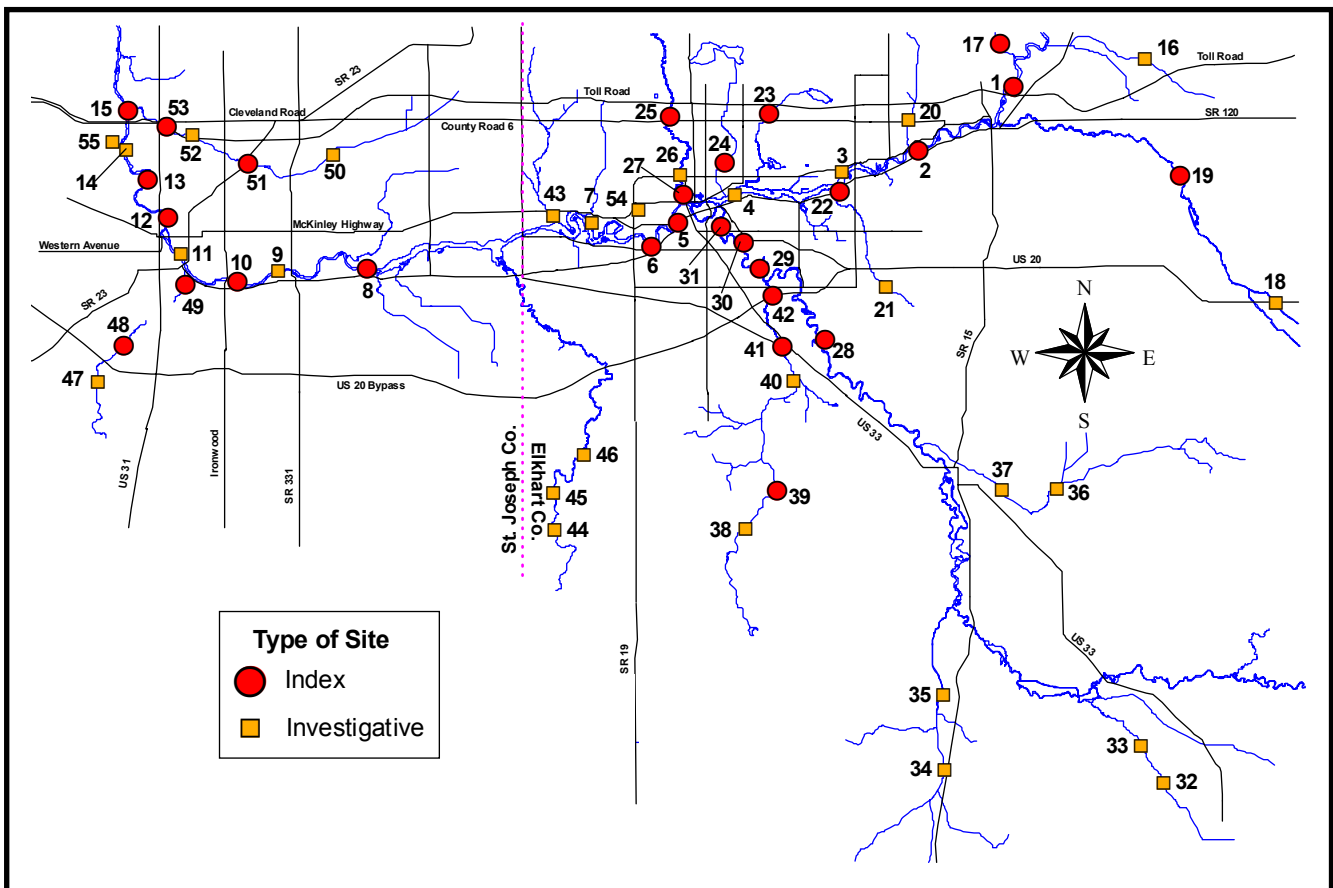 17
16
Toll Road
1
SR 23
Toll Road
15
53
Cleveland Road
25
23
20
SR 120
County Road 6
55
52
24
3
2
14
51
50
26
27
13
19
43
7
54
4
22
12
McKinley Highway
5
Western Avenue
11
9
10
6
31
29
US 20
8
30
18
49
SR 23
42
21
N
48
41
28
SR 15
W
E
47
40
US 20 Bypass
S
US 33
US 31
Ironwood
SR 331
St. Joseph Co.
Elkhart Co.
46
37
36
45
39
44
38
Type of Site
Index
Investigative
SR 19
US 33
35
33
34
32